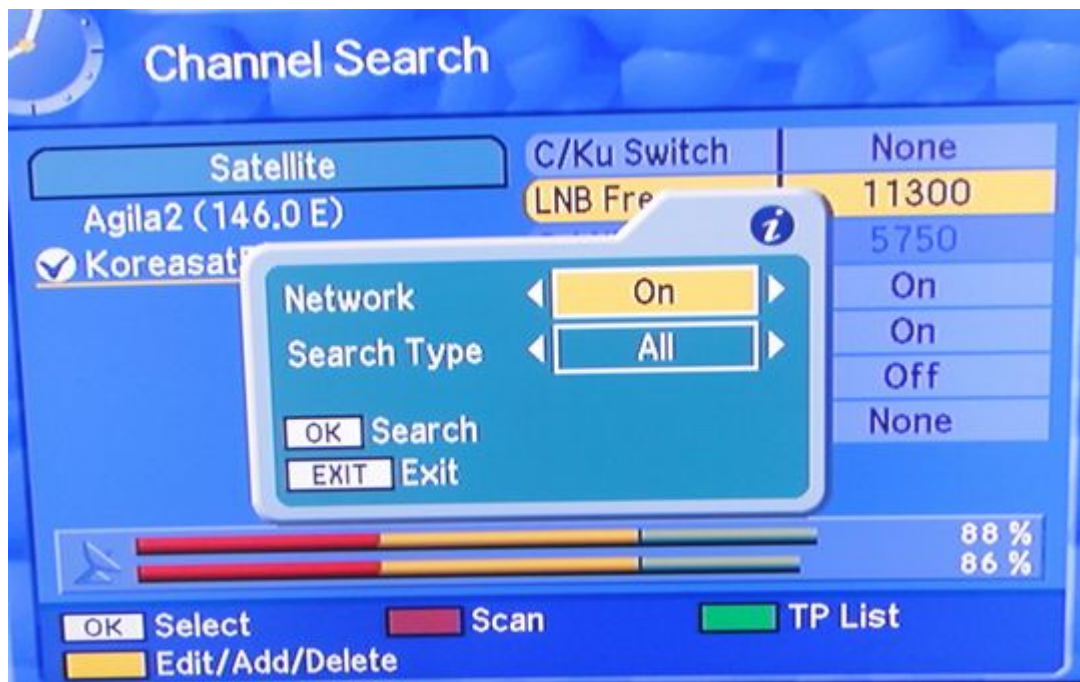 Channel Search
Satellite
Agila2 (146.0 E)
Koreasat
C/Ku Switch None
LNB Fre 11300
5750
On
On
Off
None
Network On
Search Type All
OK Search
EXIT Exit
88 %
86 %
OK Select Scan TP List
Edit/Add/Delete